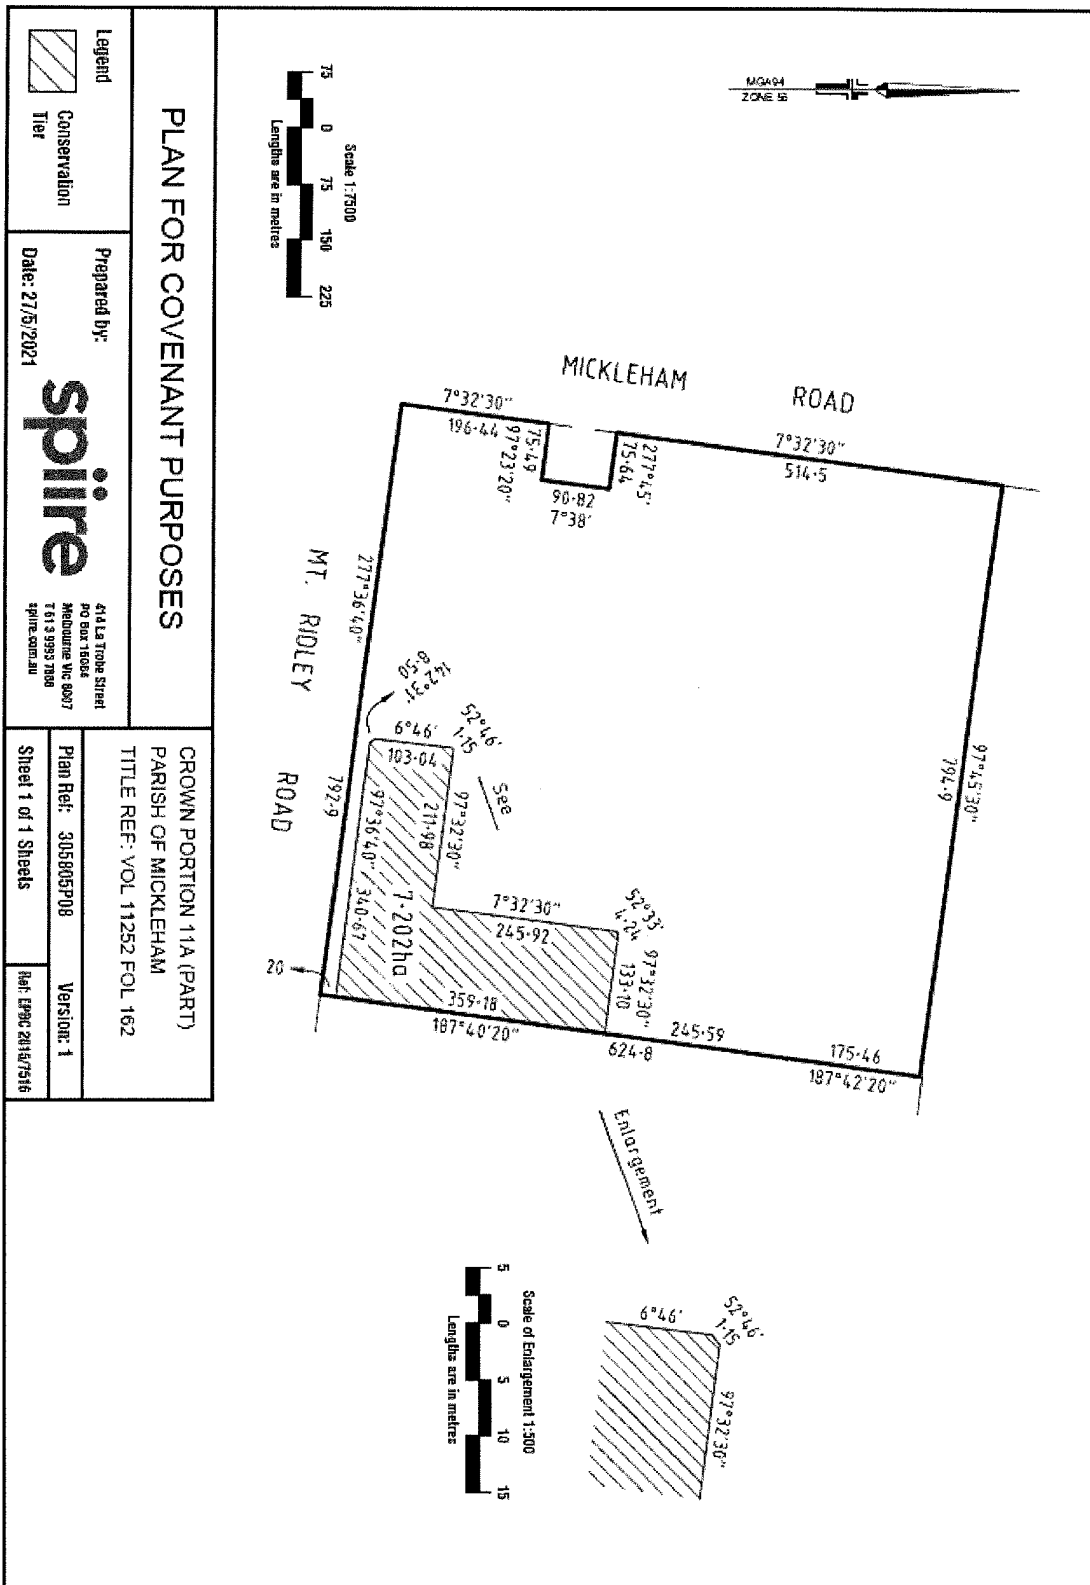 MGA94
ZONE 55
Scale 1:7500
75 0 75 150 225
Lengths are in metres
MICKLEHAM ROAD
7°32'30"
196·44
97°23'20"
75·49
90·82
7°38'
277°45'
75·64
7°32'30"
514·5
97°45'30"
794·9
MT. RIDLEY ROAD
277°36'40"
792·9
142°31'
8·50
6°46'
103·04
52°46'
1·15
See
97°32'30"
211·98
7°32'30"
245·92
52°33'
4·24
97°32'30"
133·10
97°36'40"
340·67
7·202ha
20
359·18
187°40'20"
624·8
245·59
175·46
187°42'20"
Enlargement
52°46'
1·15
6°46'
97°32'30"
Scale of Enlargement 1:500
5 0 5 10 15
Lengths are in metres
PLAN FOR COVENANT PURPOSES
CROWN PORTION 11A (PART)
PARISH OF MICKLEHAM
TITLE REF: VOL 11252 FOL 162
Legend
Conservation
Tier
Prepared by:
spiire
Date: 27/5/2021
414 La Trobe Street
PO Box 16084
Melbourne Vic 8007
T 61 3 9993 7888
spiire.com.au
Plan Ref: 305805P08
Version: 1
Sheet 1 of 1 Sheets
Ref: EPBC 2015/7516